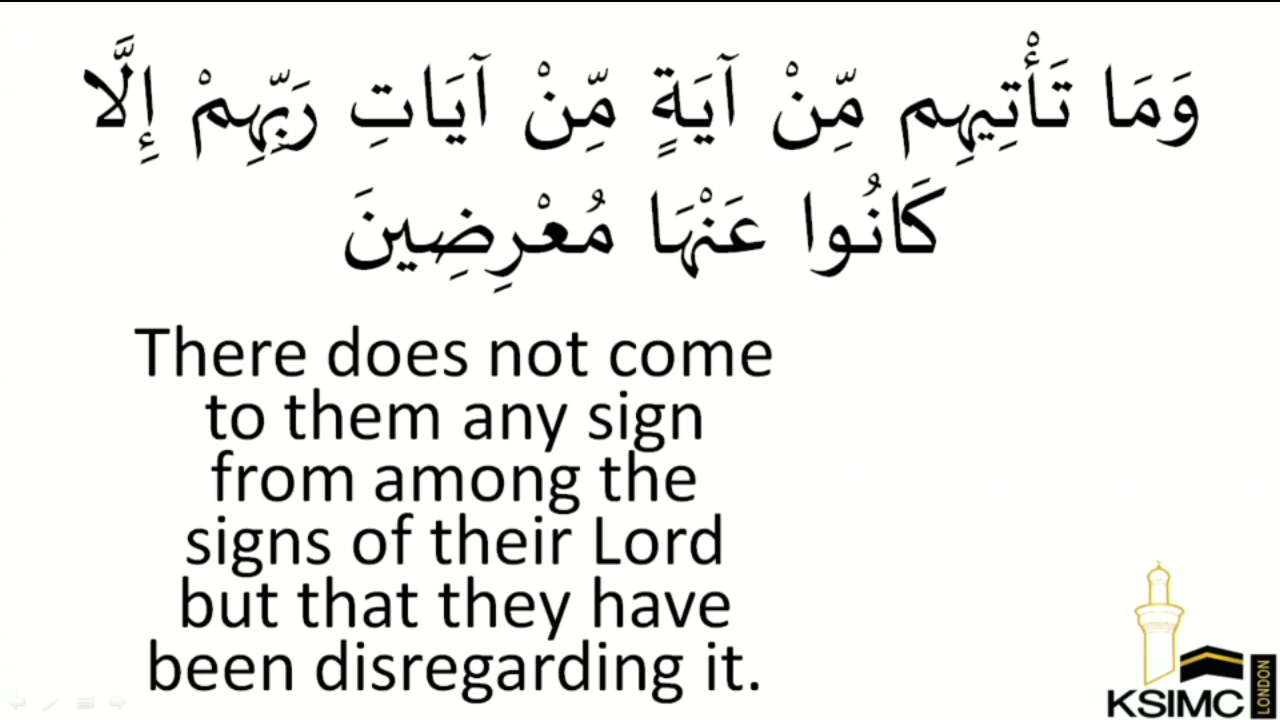 وَمَا تَأْتِيهِم مِّنْ آيَةٍ مِّنْ آيَاتِ رَبِّهِمْ إِلَّا
كَانُوا عَنْهَا مُعْرِضِينَ
There does not come
to them any sign
from among the
signs of their Lord
but that they have
been disregarding it.
KSIMC
LONDON